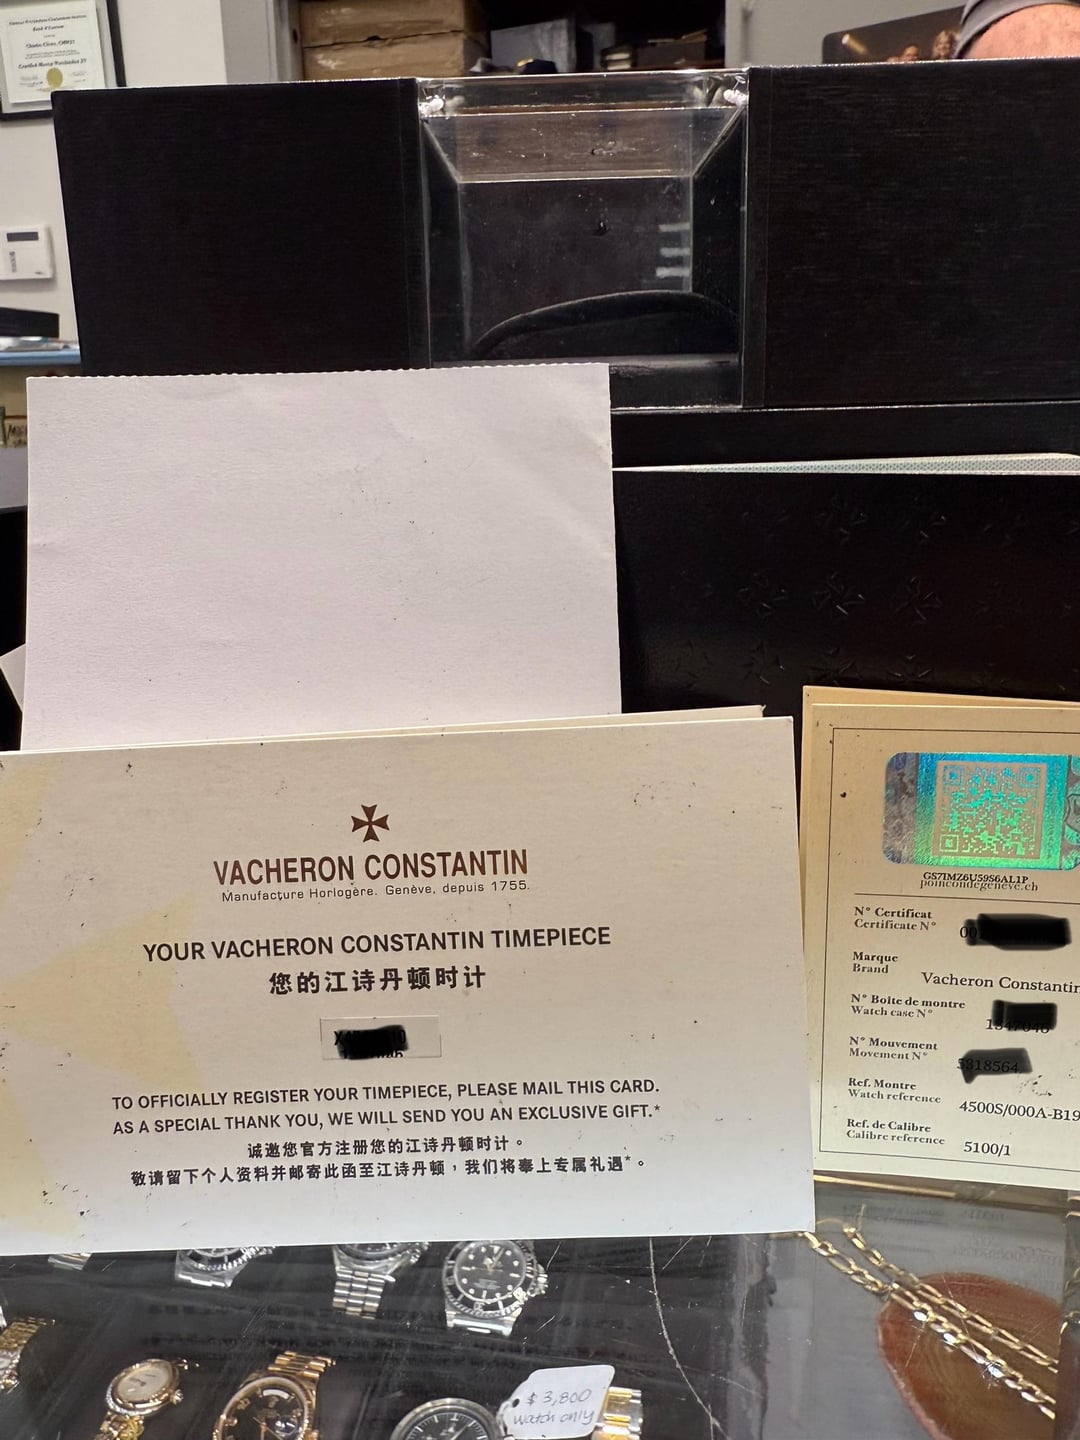 VACHERON CONSTANTIN
Manufacture Horlogère. Genève, depuis 1755.
YOUR VACHERON CONSTANTIN TIMEPIECE
您的江诗丹顿时计
TO OFFICIALLY REGISTER YOUR TIMEPIECE, PLEASE MAIL THIS CARD.
AS A SPECIAL THANK YOU, WE WILL SEND YOU AN EXCLUSIVE GIFT.*
诚邀您官方注册您的江诗丹顿时计。
敬请留下个人资料并邮寄此函至江诗丹顿，我们将奉上专属礼遇*。
GS7IMZ6U59S6AL1P
poincondegeneve.ch
N° Certificat
Certificate N°
Marque
Brand
Vacheron Constantin
N° Boîte de montre
Watch case N°
N° Mouvement
Movement N°
Ref. Montre
Watch reference
4500S/000A-B19
Ref. de Calibre
Calibre reference
5100/1
$3,800
watch only